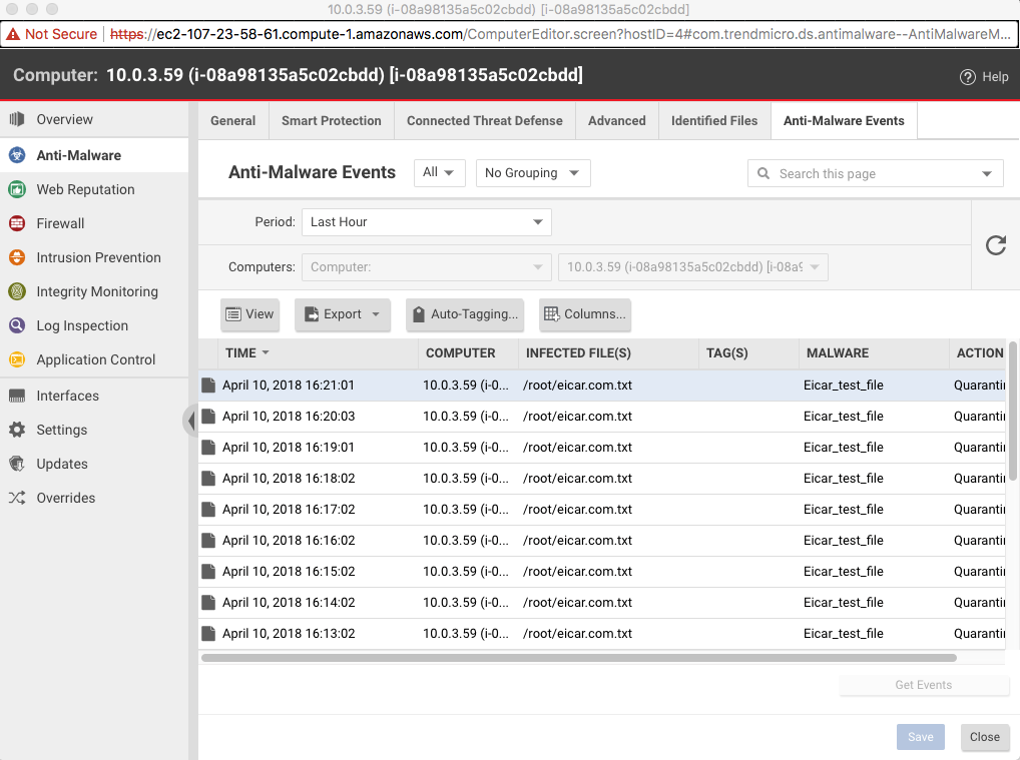 10.0.3.59 (i-08a98135a5c02cbdd) [i-08a98135a5c02cbdd]
Not Secure | https://ec2-107-23-58-61.compute-1.amazonaws.com/ComputerEditor.screen?hostID=4#com.trendmicro.ds.antimalware--AntiMalwareM...
Computer: 10.0.3.59 (i-08a98135a5c02cbdd) [i-08a98135a5c02cbdd]
Help
Overview
Anti-Malware
Web Reputation
Firewall
Intrusion Prevention
Integrity Monitoring
Log Inspection
Application Control
Interfaces
Settings
Updates
Overrides
General Smart Protection Connected Threat Defense Advanced Identified Files Anti-Malware Events
Anti-Malware Events All No Grouping Search this page
Period: Last Hour
Computers: Computer: 10.0.3.59 (i-08a98135a5c02cbdd) [i-08a9
View Export Auto-Tagging... Columns...
TIME COMPUTER INFECTED FILE(S) TAG(S) MALWARE ACTION
April 10, 2018 16:21:01 10.0.3.59 (i-0... /root/eicar.com.txt Eicar_test_file Quaranti
April 10, 2018 16:20:03 10.0.3.59 (i-0... /root/eicar.com.txt Eicar_test_file Quaranti
April 10, 2018 16:19:01 10.0.3.59 (i-0... /root/eicar.com.txt Eicar_test_file Quaranti
April 10, 2018 16:18:02 10.0.3.59 (i-0... /root/eicar.com.txt Eicar_test_file Quaranti
April 10, 2018 16:17:02 10.0.3.59 (i-0... /root/eicar.com.txt Eicar_test_file Quaranti
April 10, 2018 16:16:02 10.0.3.59 (i-0... /root/eicar.com.txt Eicar_test_file Quaranti
April 10, 2018 16:15:02 10.0.3.59 (i-0... /root/eicar.com.txt Eicar_test_file Quaranti
April 10, 2018 16:14:02 10.0.3.59 (i-0... /root/eicar.com.txt Eicar_test_file Quaranti
April 10, 2018 16:13:02 10.0.3.59 (i-0... /root/eicar.com.txt Eicar_test_file Quaranti
Get Events
Save Close